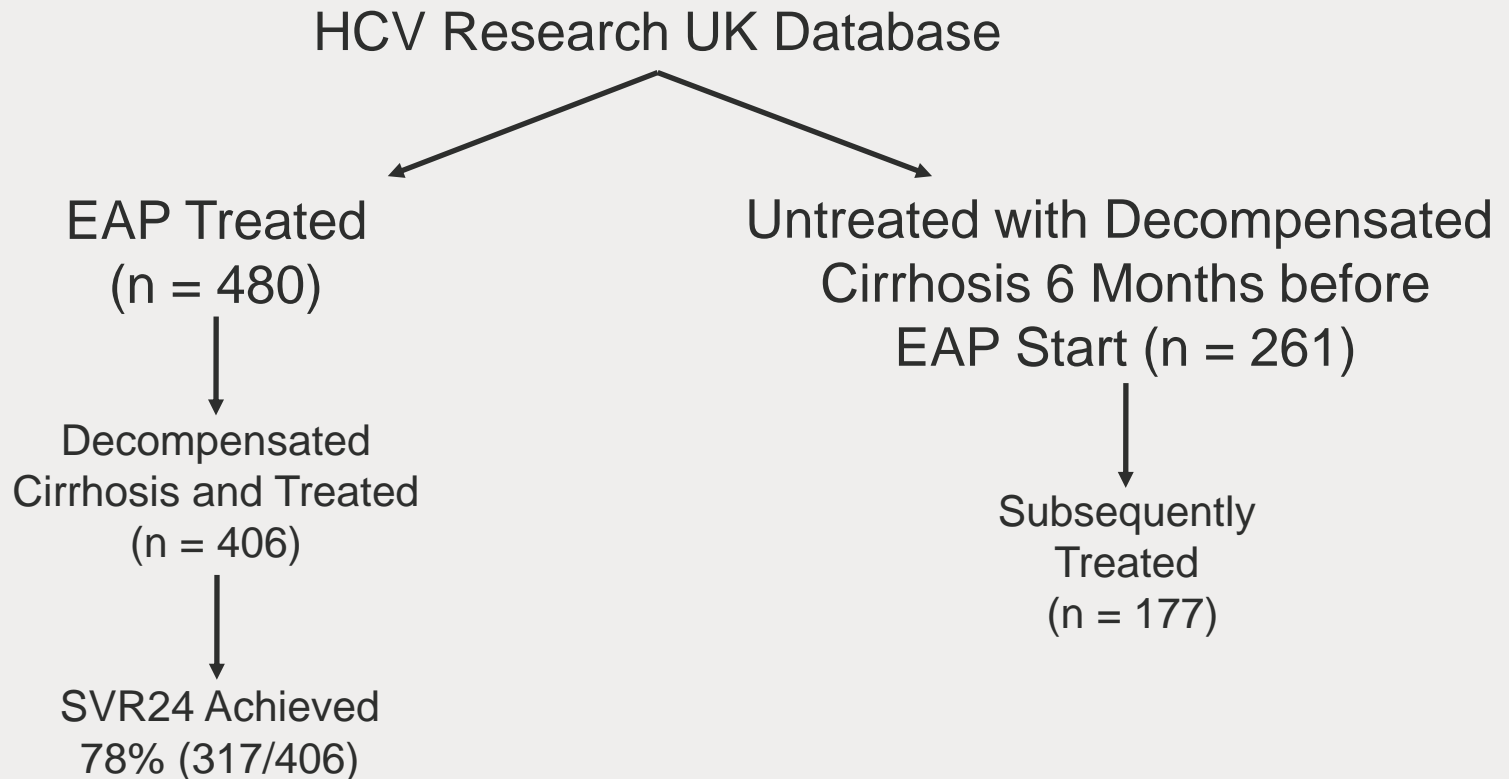 HCV Research UK Database
EAP Treated
(n = 480)
Decompensated
Cirrhosis and Treated
(n = 406)
SVR24 Achieved
78% (317/406)
Untreated with Decompensated
Cirrhosis 6 Months before
EAP Start (n = 261)
Subsequently
Treated
(n = 177)